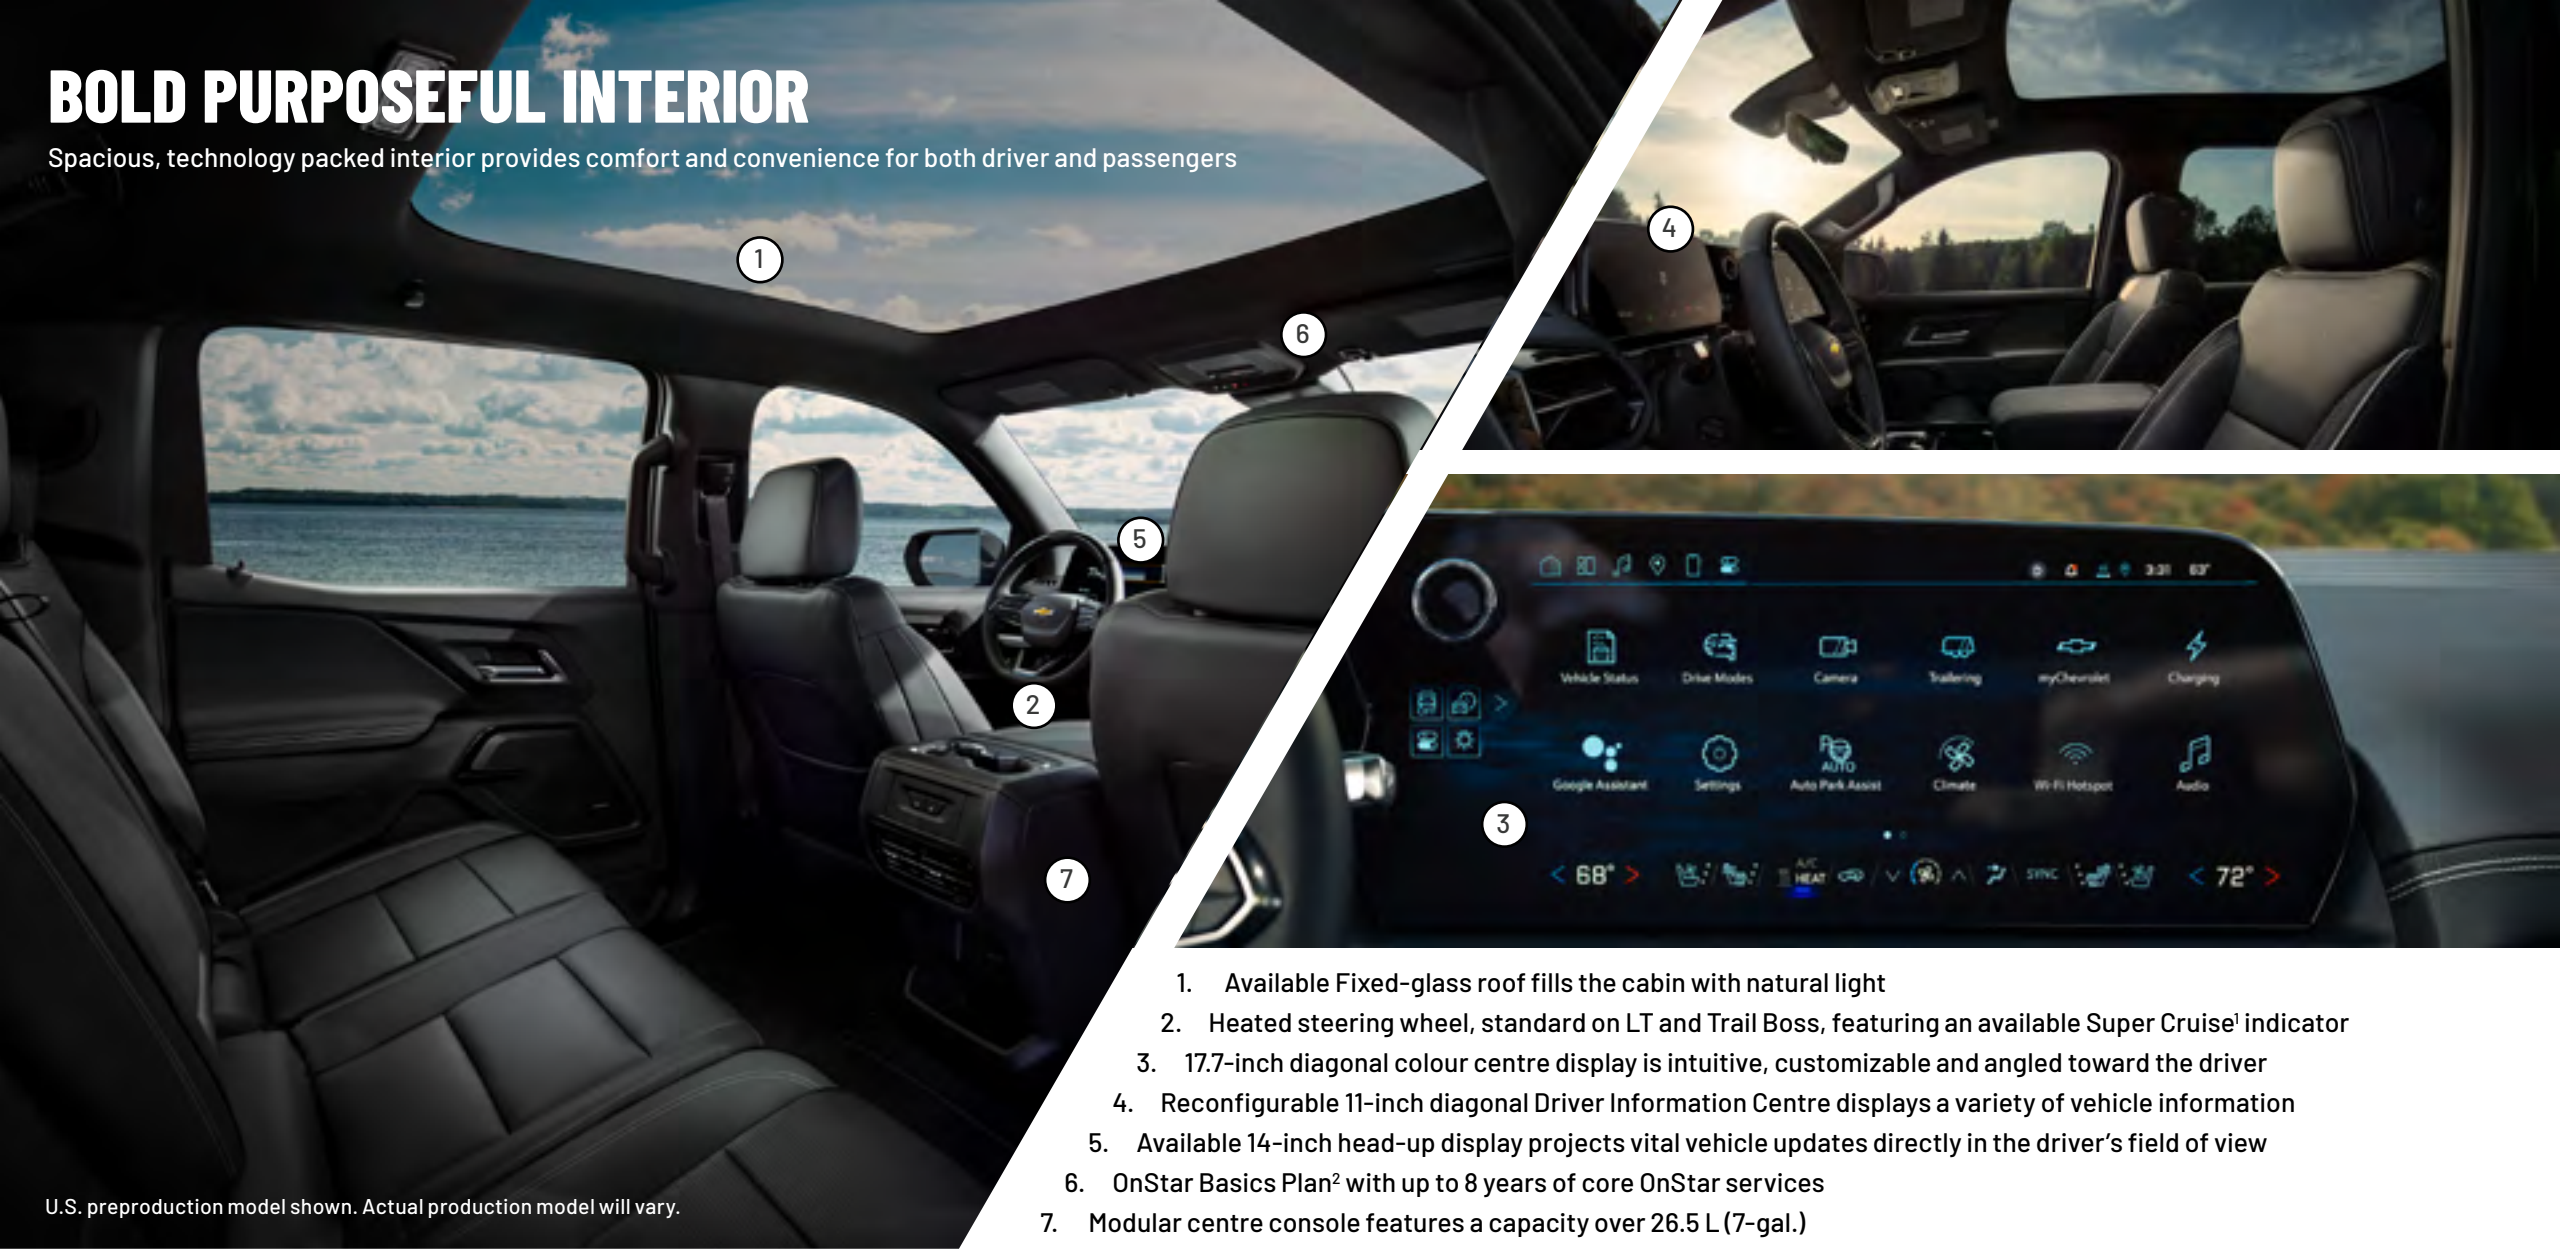 BOLD PURPOSEFUL INTERIOR
Spacious, technology packed interior provides comfort and convenience for both driver and passengers
1
6
4
5
2
7
3:31 63°
Vehicle Status Drive Modes Camera Trailering myChevrolet Charging
AUTO
Google Assistant Settings Auto Park Assist Climate Wi-Fi Hotspot Audio
3
< 68° > A/C HEAT SYNC < 72° >
1. Available Fixed-glass roof fills the cabin with natural light
2. Heated steering wheel, standard on LT and Trail Boss, featuring an available Super Cruise¹ indicator
3. 17.7-inch diagonal colour centre display is intuitive, customizable and angled toward the driver
4. Reconfigurable 11-inch diagonal Driver Information Centre displays a variety of vehicle information
5. Available 14-inch head-up display projects vital vehicle updates directly in the driver’s field of view
6. OnStar Basics Plan² with up to 8 years of core OnStar services
7. Modular centre console features a capacity over 26.5 L (7-gal.)
U.S. preproduction model shown. Actual production model will vary.